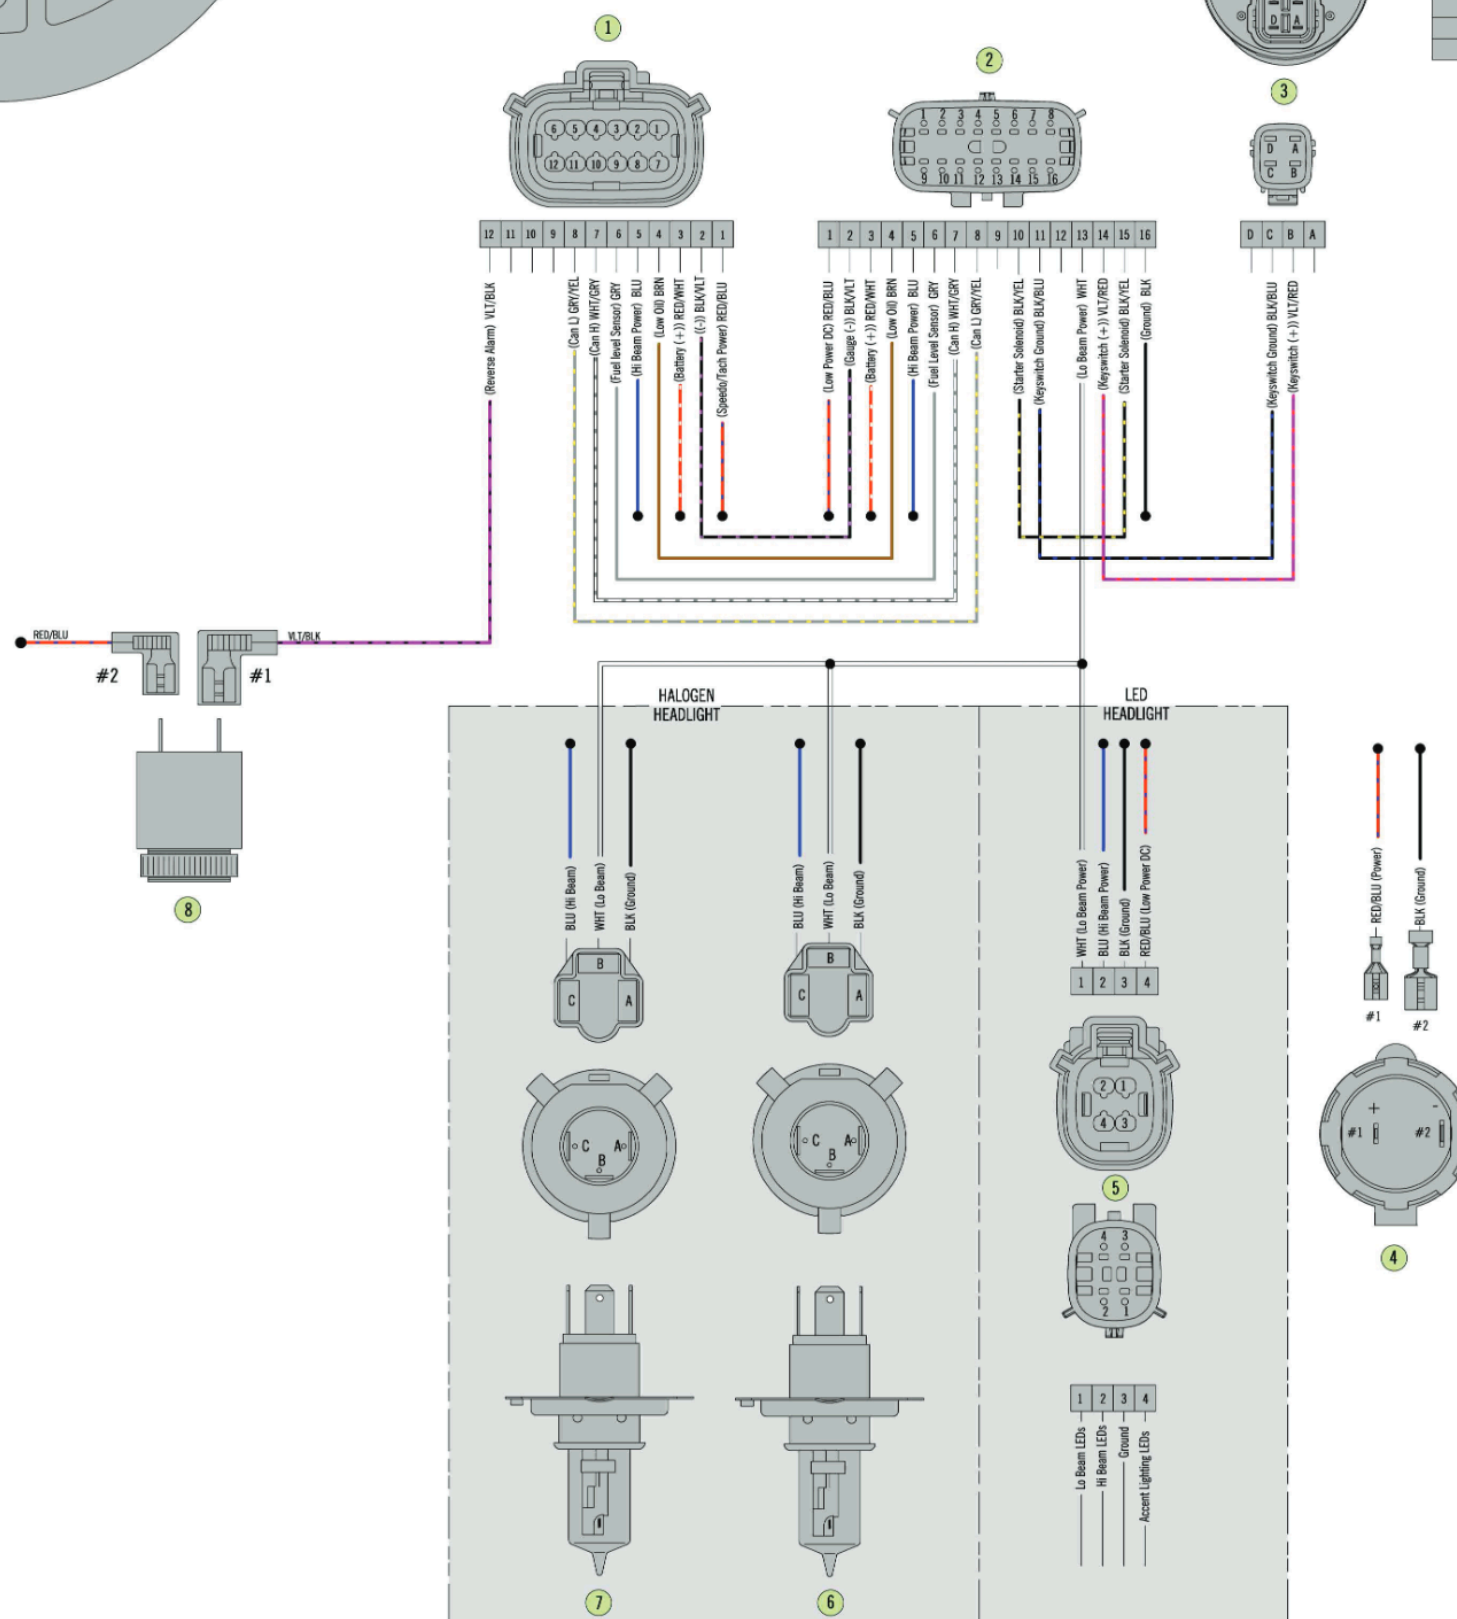 1
2
3
D A
6 5 4 3 2 1
12 11 10 9 8 7
1 2 3 4 5 6 7 8
9 10 11 12 13 14 15 16
D A
C B
12 11 10 9 8 7 6 5 4 3 2 1
1 2 3 4 5 6 7 8 9 10 11 12 13 14 15 16
D C B A
(Reverse Alarm) VLT/BLK
(Can L) GRY/YEL
(Can H) WHT/GRY
(Fuel level Sensor) GRY
(Hi Beam Power) BLU
(Low Oil) BRN
(Battery (+)) RED/WHT
((-)) BLK/VLT
(Speedo/Tach Power) RED/BLU
(Low Power DC) RED/BLU
(Gauge (-)) BLK/VLT
(Battery (+)) RED/WHT
(Low Oil) BRN
(Hi Beam Power) BLU
(Fuel Level Sensor) GRY
(Can H) WHT/GRY
(Can L) GRY/YEL
(Starter Solenoid) BLK/YEL
(Keyswitch Ground) BLK/BLU
(Lo Beam Power) WHT
(Keyswitch (+)) VLT/RED
(Starter Solenoid) BLK/YEL
(Ground) BLK
(Keyswitch Ground) BLK/BLU
(Keyswitch (+)) VLT/RED
RED/BLU
VLT/BLK
#2
#1
8
HALOGEN
HEADLIGHT
LED
HEADLIGHT
BLU (Hi Beam)
WHT (Lo Beam)
BLK (Ground)
BLU (Hi Beam)
WHT (Lo Beam)
BLK (Ground)
WHT (Lo Beam Power)
BLU (Hi Beam Power)
BLK (Ground)
RED/BLU (Low Power DC)
RED/BLU (Power)
BLK (Ground)
B
C A
B
C A
1 2 3 4
#1
#2
2 1
4 3
C A
B
C A
B
+ -
#1 #2
5
4 3
2 1
4
1 2 3 4
Lo Beam LEDs
Hi Beam LEDs
Ground
Accent Lighting LEDs
7
6